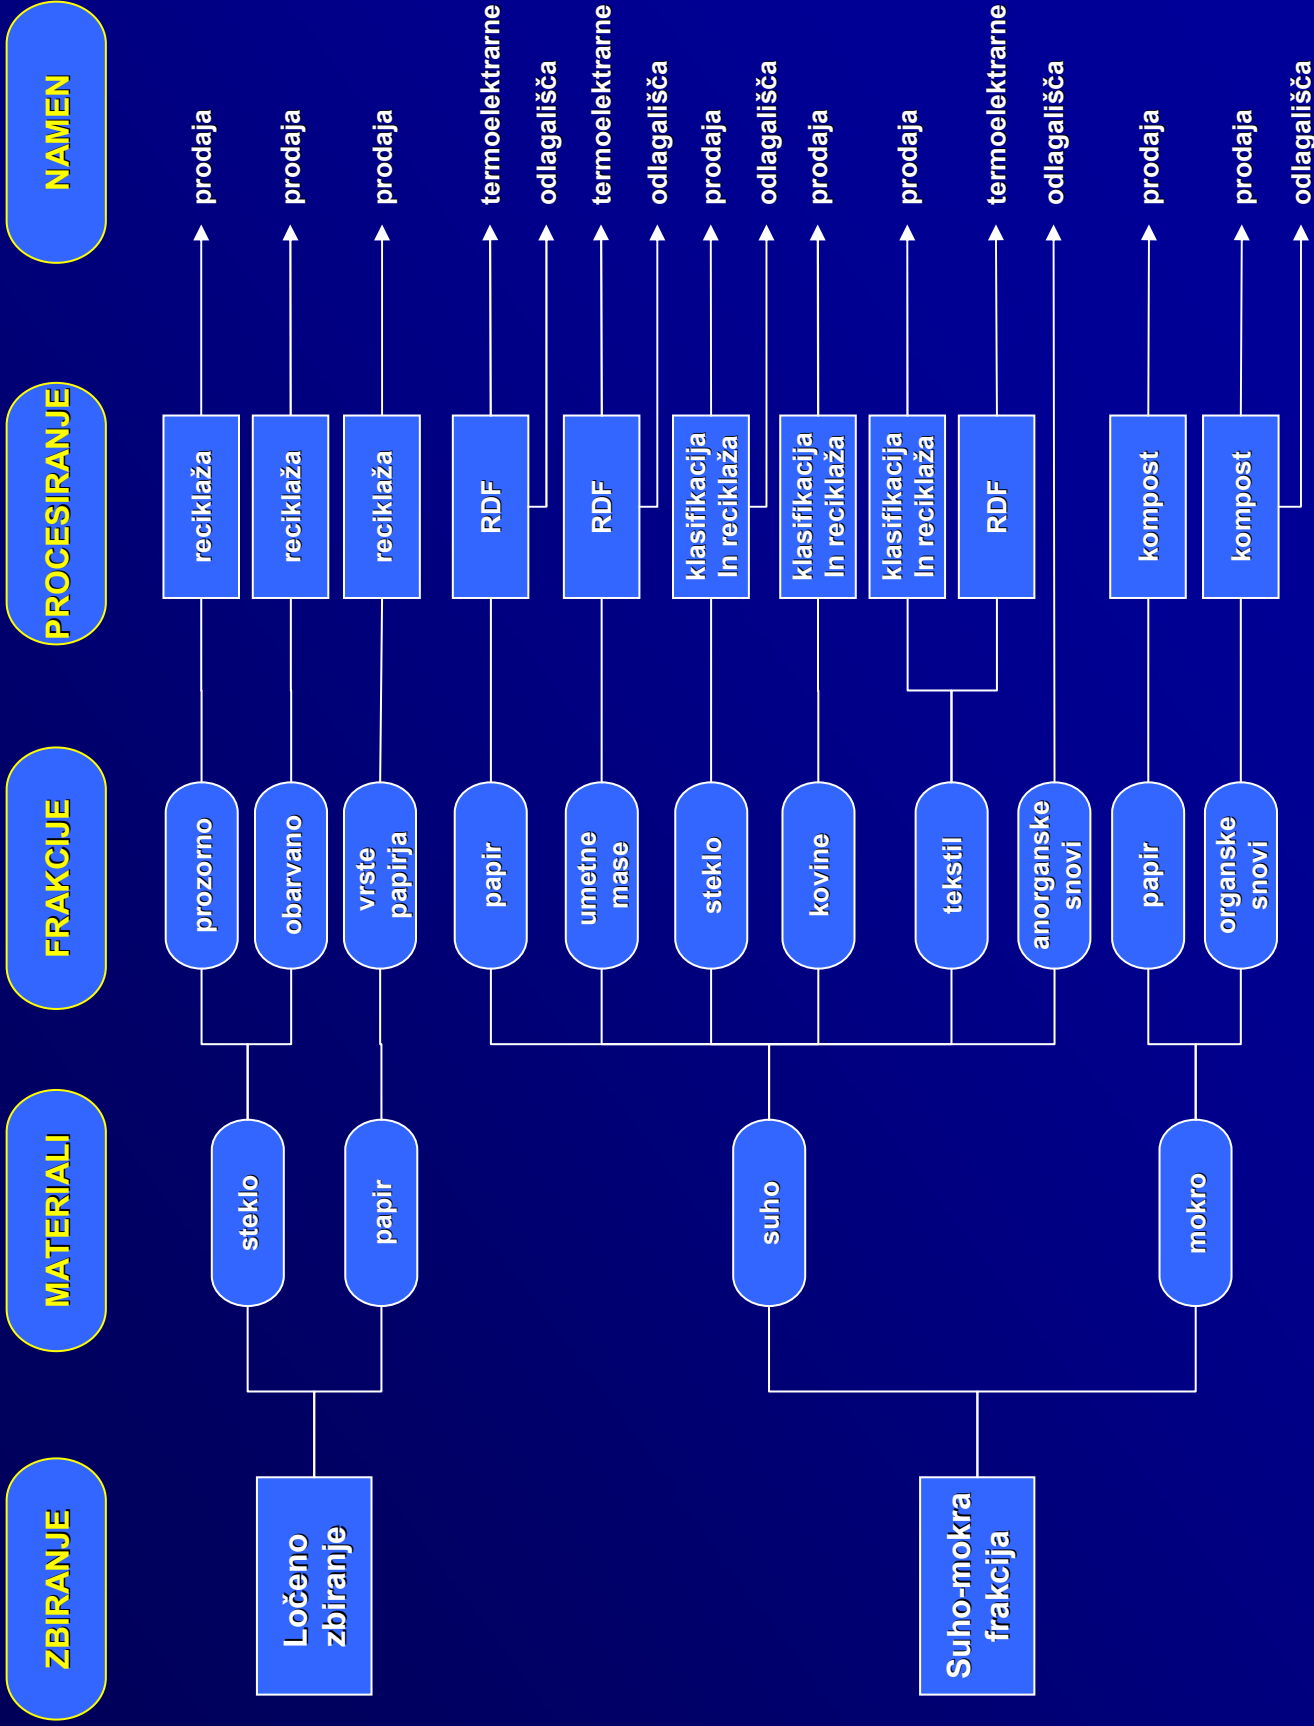 ZBIRANJE
MATERIALI
FRAKCIJE
PROCESIRANJE
NAMEN
Ločeno
zbiranje
steklo
prozorno
reciklaža
prodaja
obarvano
reciklaža
prodaja
papir
vrste
papirja
reciklaža
prodaja
Suho-mokra
frakcija
suho
papir
RDF
termoelektrarne
odlagališča
umetne
mase
RDF
termoelektrarne
odlagališča
steklo
klasifikacija
In reciklaža
prodaja
odlagališča
kovine
klasifikacija
In reciklaža
prodaja
tekstil
klasifikacija
In reciklaža
prodaja
RDF
termoelektrarne
anorganske
snovi
odlagališča
mokro
papir
kompost
prodaja
organske
snovi
kompost
prodaja
odlagališča